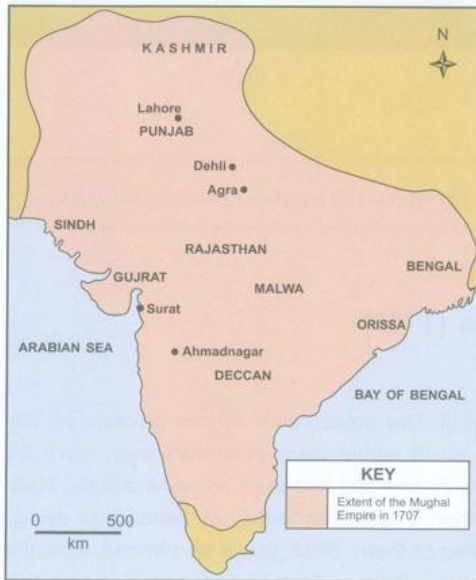 N
KASHMIR
Lahore
PUNJAB
Dehli
Agra
SINDH
RAJASTHAN
BENGAL
GUJRAT
MALWA
Surat
ORISSA
ARABIAN SEA
Ahmadnagar
DECCAN
BAY OF BENGAL
KEY
Extent of the Mughal
Empire in 1707
0 500
km